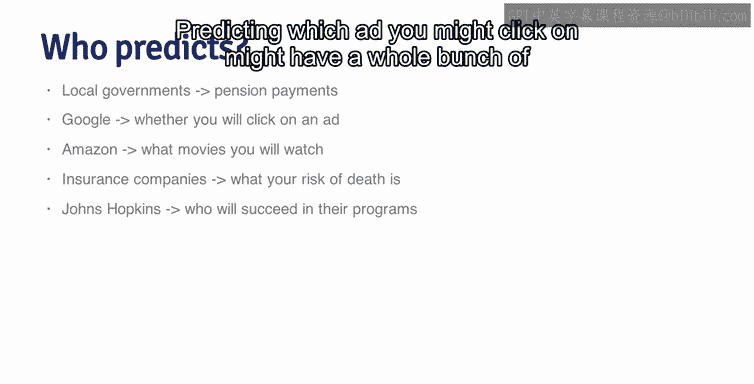 Predicting which ad you might click on
might have a whole bunch of
Who predicts?
· Local governments -> pension payments
· Google -> whether you will click on an ad
· Amazon -> what movies you will watch
· Insurance companies -> what your risk of death is
· Johns Hopkins -> who will succeed in their programs